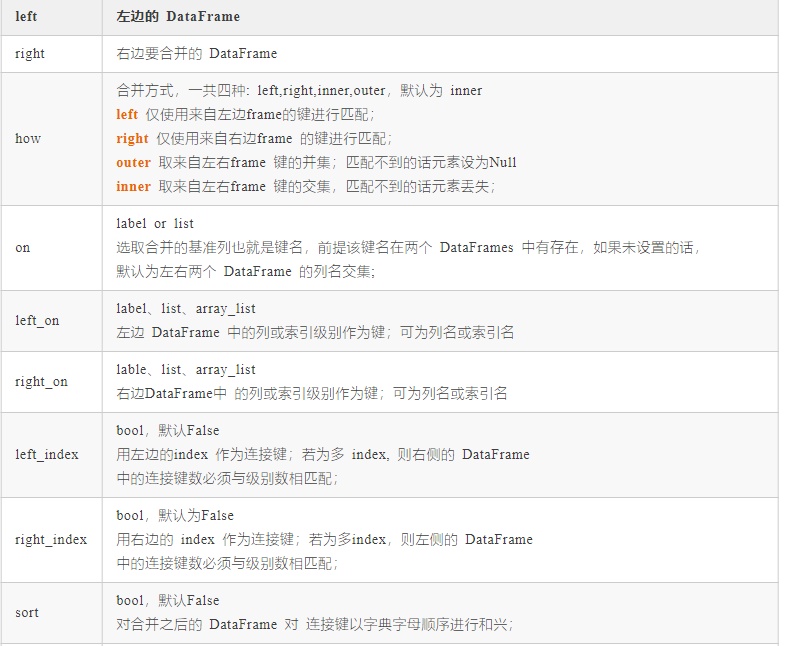 left 左边的 DataFrame
right 右边要合并的 DataFrame
how
合并方式，一共四种: left,right,inner,outer，默认为 inner
left 仅使用来自左边frame的键进行匹配;
right 仅使用来自右边frame 的键进行匹配;
outer 取来自左右frame 键的并集；匹配不到的话元素设为Null
inner 取来自左右frame 键的交集，匹配不到的话元素丢失;
on
label or list
选取合并的基准列也就是键名，前提该键名在两个 DataFrames 中有存在，如果未设置的话，
默认为左右两个 DataFrame 的列名交集;
left_on
label、list、array_list
左边 DataFrame 中的列或索引级别作为键；可为列名或索引名
right_on
lable、list、array_list
右边DataFrame中 的列或索引级别作为键；可为列名或索引名
left_index
bool，默认False
用左边的index 作为连接键；若为多 index, 则右侧的 DataFrame
中的连接键数必须与级别数相匹配;
right_index
bool，默认为False
用右边的 index 作为连接键；若为多index，则左侧的 DataFrame
中的连接键数必须与级别数相匹配;
sort
bool，默认False
对合并之后的 DataFrame 对 连接键以字典字母顺序进行和兴;